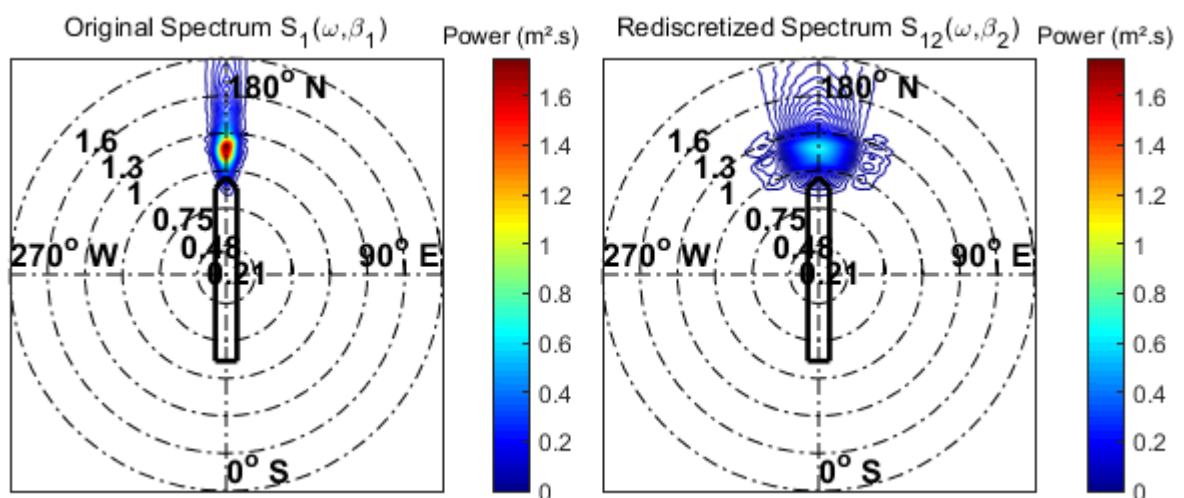 Original Spectrum S₁(ω,β₁)
Power (m².s)
180° N
1.6
1.3
1
0.75
0.48
0.21
270° W
90° E
0° S
1.6
1.4
1.2
1
0.8
0.6
0.4
0.2
0
Rediscretized Spectrum S₁₂(ω,β₂)
Power (m².s)
180° N
1.6
1.3
1
0.75
0.48
0.21
270° W
90° E
0° S
1.6
1.4
1.2
1
0.8
0.6
0.4
0.2
0